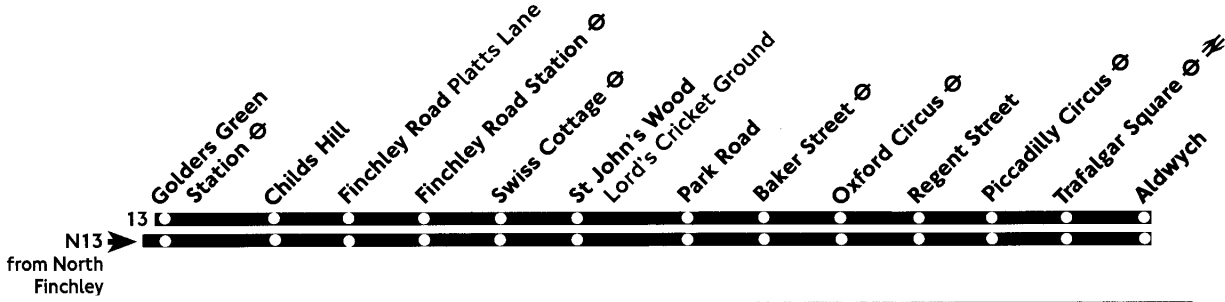 Golders Green
Station
Childs Hill
Finchley Road Platts Lane
Finchley Road Station
Swiss Cottage
St John's Wood
Lord's Cricket Ground
Park Road
Baker Street
Oxford Circus
Regent Street
Piccadilly Circus
Trafalgar Square
Aldwych
13
N13
from North
Finchley